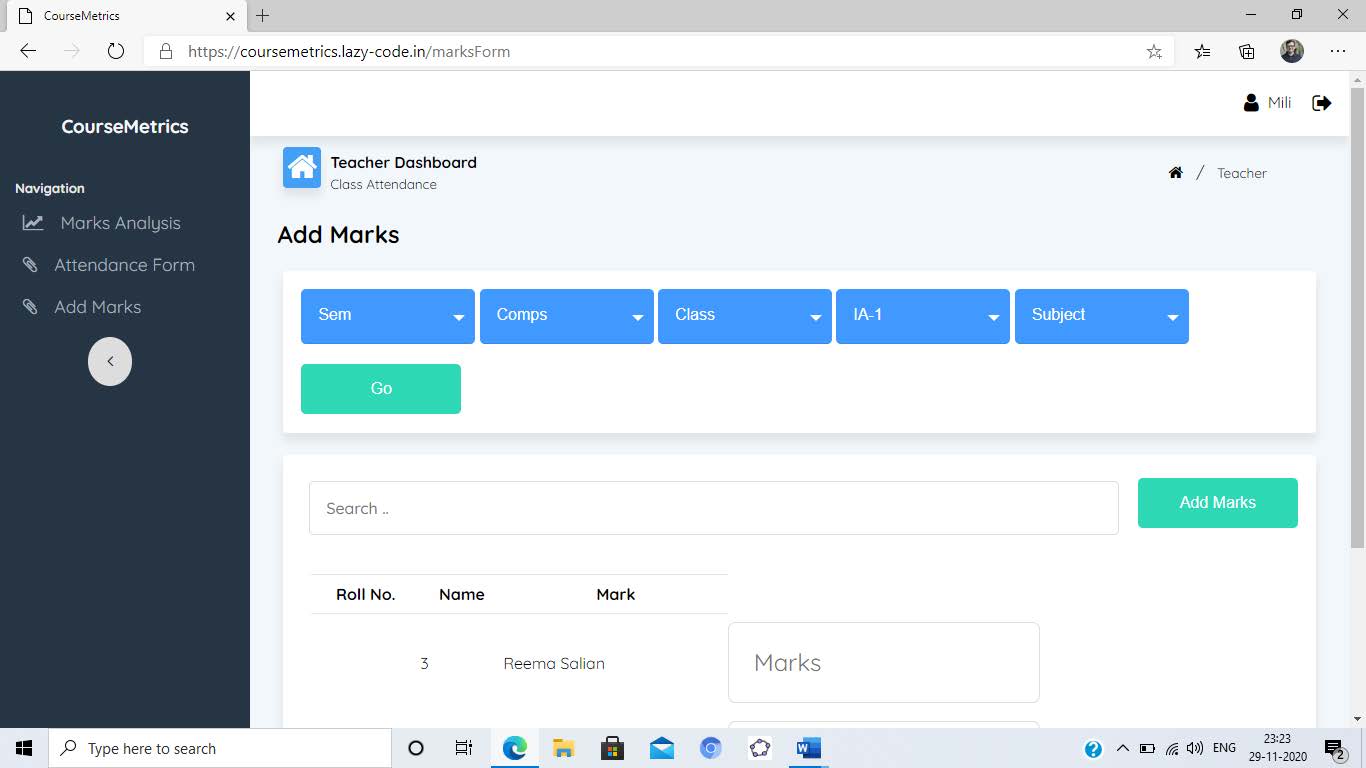 CourseMetrics
https://coursemetrics.lazy-code.in/marksForm
CourseMetrics
Mili
Teacher Dashboard
Class Attendance
/ Teacher
Navigation
Marks Analysis
Attendance Form
Add Marks
Add Marks
Sem Comps Class IA-1 Subject
Go
Search ..
Add Marks
Roll No. Name Mark
3 Reema Salian Marks
Type here to search
ENG
23:23
29-11-2020
2